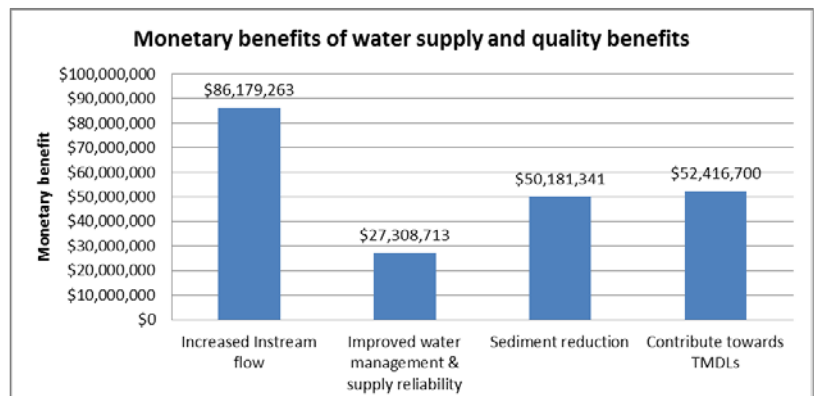 Monetary benefits of water supply and quality benefits
Monetary benefit
$100,000,000
$90,000,000
$80,000,000
$70,000,000
$60,000,000
$50,000,000
$40,000,000
$30,000,000
$20,000,000
$10,000,000
$0
$86,179,263
$27,308,713
$50,181,341
$52,416,700
Increased Instream
flow
Improved water
management &
supply reliability
Sediment reduction
Contribute towards
TMDLs